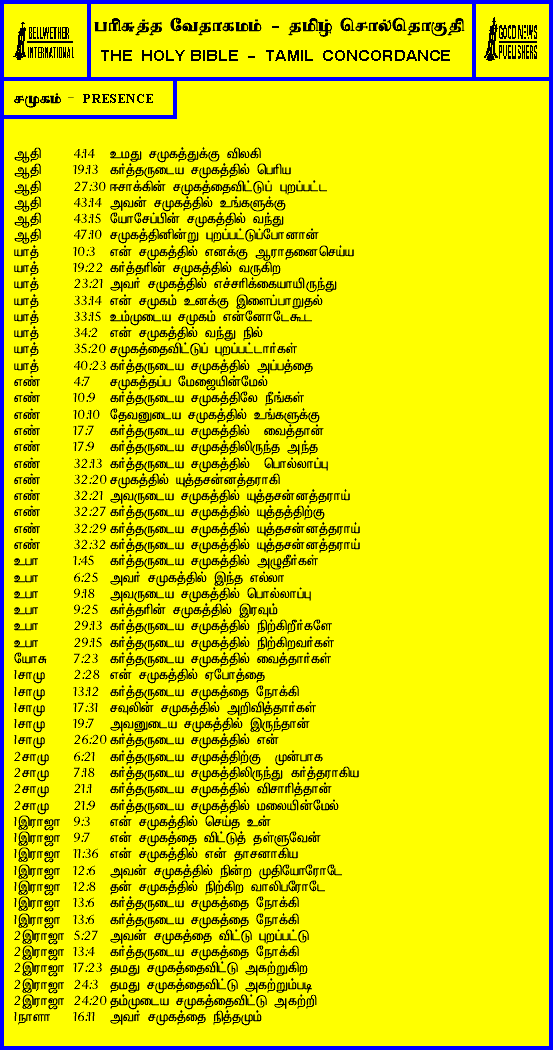 BELLWETHER
INTERNATIONAL
பரிசுத்த வேதாகமம் - தமிழ் சொல்தொகுதி
THE HOLY BIBLE - TAMIL CONCORDANCE
GOOD NEWS
PUBLISHERS
சமுகம் - PRESENCE
ஆதி 4:14 உமது சமுகத்துக்கு விலகி
ஆதி 19:13 கர்த்தருடைய சமுகத்தில் பெரிய
ஆதி 27:30 ஈசாக்கின் சமுகத்தைவிட்டுப் புறப்பட்ட
ஆதி 43:14 அவன் சமுகத்தில் உங்களுக்கு
ஆதி 43:15 யோசேப்பின் சமுகத்தில் வந்து
ஆதி 47:10 சமுகத்தினின்று புறப்பட்டுப்போனான்
யாத் 10:3 என் சமுகத்தில் எனக்கு ஆராதனைசெய்ய
யாத் 19:22 கர்த்தரின் சமுகத்தில் வருகிற
யாத் 23:21 அவர் சமுகத்தில் எச்சரிக்கையாயிருந்து
யாத் 33:14 என் சமுகம் உனக்கு இளைப்பாறுதல்
யாத் 33:15 உம்முடைய சமுகம் என்னோடேகூட
யாத் 34:2 என் சமுகத்தில் வந்து நில்
யாத் 35:20 சமுகத்தைவிட்டுப் புறப்பட்டார்கள்
யாத் 40:23 கர்த்தருடைய சமுகத்தில் அப்பத்தை
எண் 4:7 சமுகத்தப்ப மேஜையின்மேல்
எண் 10:9 கர்த்தருடைய சமுகத்திலே நீங்கள்
எண் 10:10 தேவனுடைய சமுகத்தில் உங்களுக்கு
எண் 17:7 கர்த்தருடைய சமுகத்தில் வைத்தான்
எண் 17:9 கர்த்தருடைய சமுகத்திலிருந்த அந்த
எண் 32:13 கர்த்தருடைய சமுகத்தில் பொல்லாப்பு
எண் 32:20 சமுகத்தில் யுத்தசன்னத்தராகி
எண் 32:21 அவருடைய சமுகத்தில் யுத்தசன்னத்தராய்
எண் 32:27 கர்த்தருடைய சமுகத்தில் யுத்தத்திற்கு
எண் 32:29 கர்த்தருடைய சமுகத்தில் யுத்தசன்னத்தராய்
எண் 32:32 கர்த்தருடைய சமுகத்தில் யுத்தசன்னத்தராய்
உபா 1:45 கர்த்தருடைய சமுகத்தில் அழுதீர்கள்
உபா 6:25 அவர் சமுகத்தில் இந்த எல்லா
உபா 9:18 அவருடைய சமுகத்தில் பொல்லாப்பு
உபா 9:25 கர்த்தரின் சமுகத்தில் இரவும்
உபா 29:13 கர்த்தருடைய சமுகத்தில் நிற்கிறீர்களே
உபா 29:15 கர்த்தருடைய சமுகத்தில் நிற்கிறவர்கள்
யோசு 7:23 கர்த்தருடைய சமுகத்தில் வைத்தார்கள்
1சாமு 2:28 என் சமுகத்தில் ஏபோத்தை
1சாமு 13:12 கர்த்தருடைய சமுகத்தை நோக்கி
1சாமு 17:31 சவுலின் சமுகத்தில் அறிவித்தார்கள்
1சாமு 19:7 அவனுடைய சமுகத்தில் இருந்தான்
1சாமு 26:20 கர்த்தருடைய சமுகத்தில் என்
2சாமு 6:21 கர்த்தருடைய சமுகத்திற்கு முன்பாக
2சாமு 7:18 கர்த்தருடைய சமுகத்திலிருந்து கர்த்தராகிய
2சாமு 21:1 கர்த்தருடைய சமுகத்தில் விசாரித்தான்
2சாமு 21:9 கர்த்தருடைய சமுகத்தில் மலையின்மேல்
1இராஜா 9:3 என் சமுகத்தில் செய்த உன்
1இராஜா 9:7 என் சமுகத்தை விட்டுத் தள்ளுவேன்
1இராஜா 11:36 என் சமுகத்தில் என் தாசனாகிய
1இராஜா 12:6 அவன் சமுகத்தில் நின்ற முதியோரோடே
1இராஜா 12:8 தன் சமுகத்தில் நிற்கிற வாலிபரோடே
1இராஜா 13:6 கர்த்தருடைய சமுகத்தை நோக்கி
1இராஜா 13:6 கர்த்தருடைய சமுகத்தை நோக்கி
2இராஜா 5:27 அவன் சமுகத்தை விட்டு புறப்பட்டு
2இராஜா 13:4 கர்த்தருடைய சமுகத்தை நோக்கி
2இராஜா 17:23 தமது சமுகத்தைவிட்டு அகற்றுகிற
2இராஜா 24:3 தமது சமுகத்தைவிட்டு அகற்றும்படி
2இராஜா 24:20 தம்முடைய சமுகத்தைவிட்டு அகற்றி
1நாளா 16:11 அவர் சமுகத்தை நித்தமும்